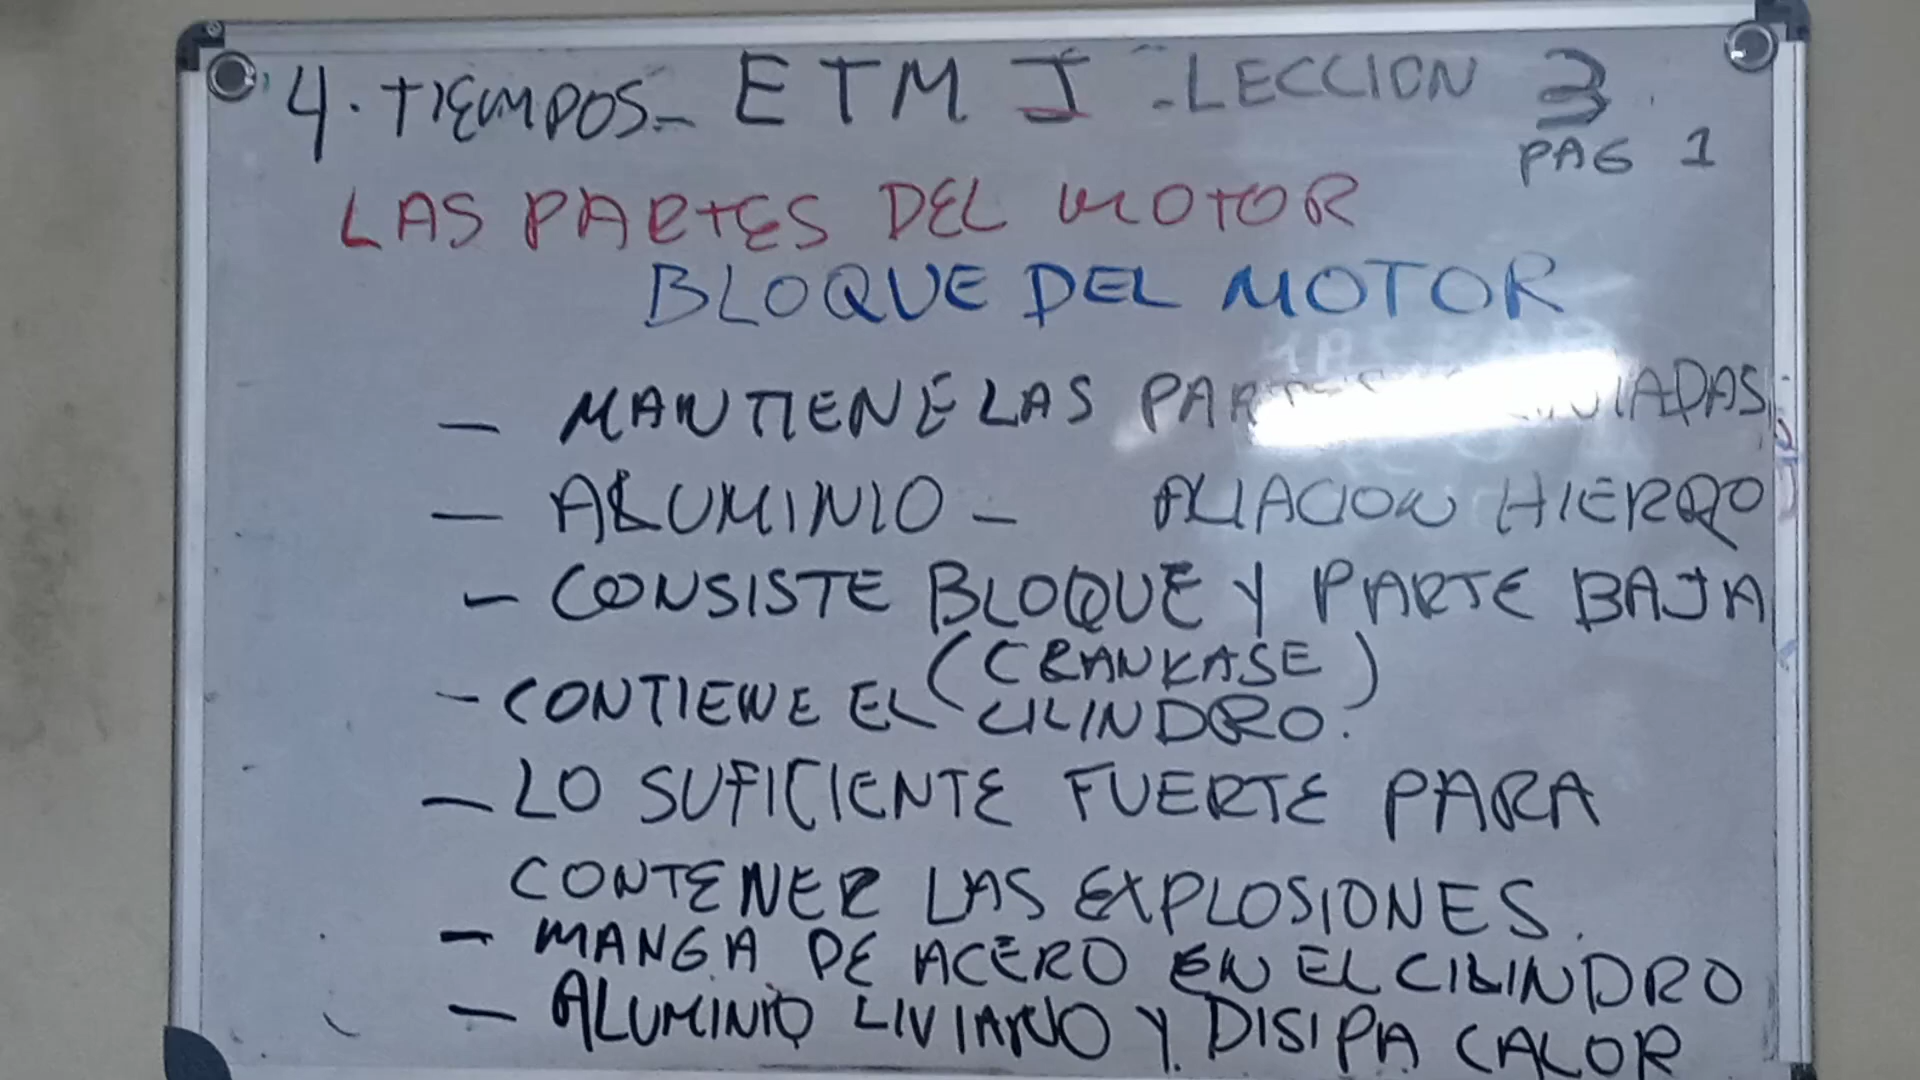 4. TIEMPOS - ETM I - LECCION 3
PAG 1
LAS PARTES DEL MOTOR
BLOQUE DEL MOTOR
- MANTIENE LAS
- ALUMINIO - ALIACION HIERRO
- CONSISTE BLOQUE Y PARTE BAJA
(CRANKASE)
- CONTIENE EL CILINDRO.
- LO SUFICIENTE FUERTE PARA
CONTENER LAS EXPLOSIONES.
- MANGA DE ACERO EN EL CILINDRO
- ALUMINIO LIVIANO Y DISIPA CALOR